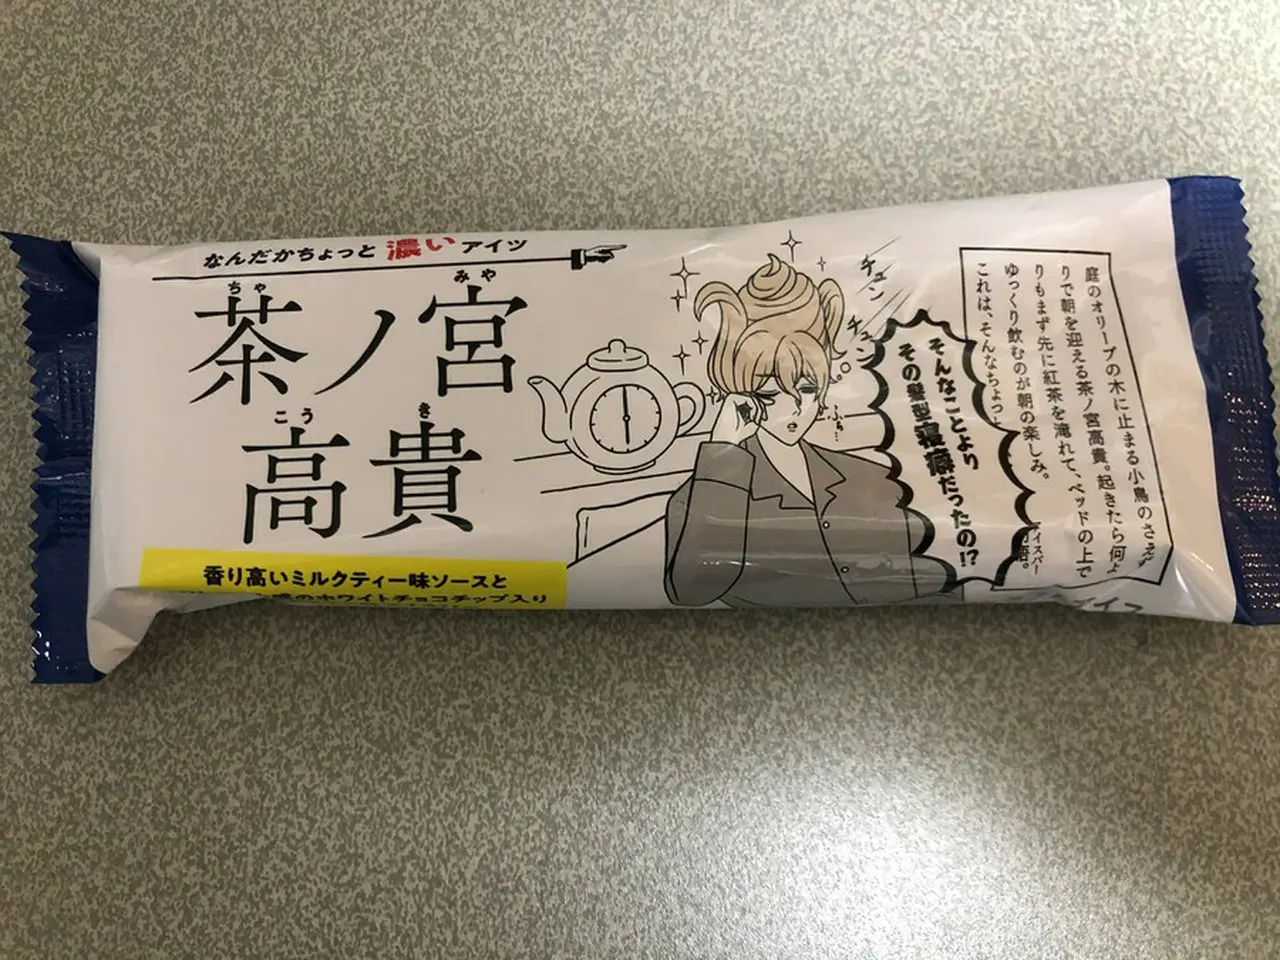 なんだかちょっと濃いアイツ
ちゃ みや
茶ノ宮
こう き
高貴
香り高いミルクティー味ソースと
のホワイトチョコチップ入り
チュン
チュン
ふぁ…
そんなことより
その髪型寝癖だったの!?
庭のオリーブの木に止まる小鳥のさえず
りで朝を迎える茶ノ宮高貴。起きたら何よ
りもまず先に紅茶を淹れて、ベッドの上で
ゆっくり飲むのが朝の楽しみ。
これは、そんなちょっと